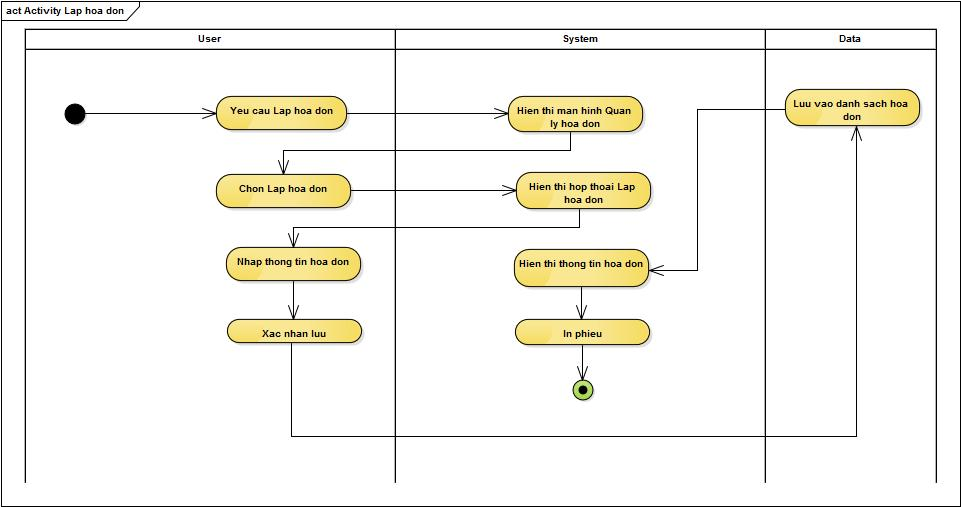 act Activity Lap hoa don
User
System
Data
Yeu cau Lap hoa don
Hien thi man hinh Quan
ly hoa don
Luu vao danh sach hoa
don
Chon Lap hoa don
Hien thi hop thoai Lap
hoa don
Nhap thong tin hoa don
Hien thi thong tin hoa don
Xac nhan luu
In phieu